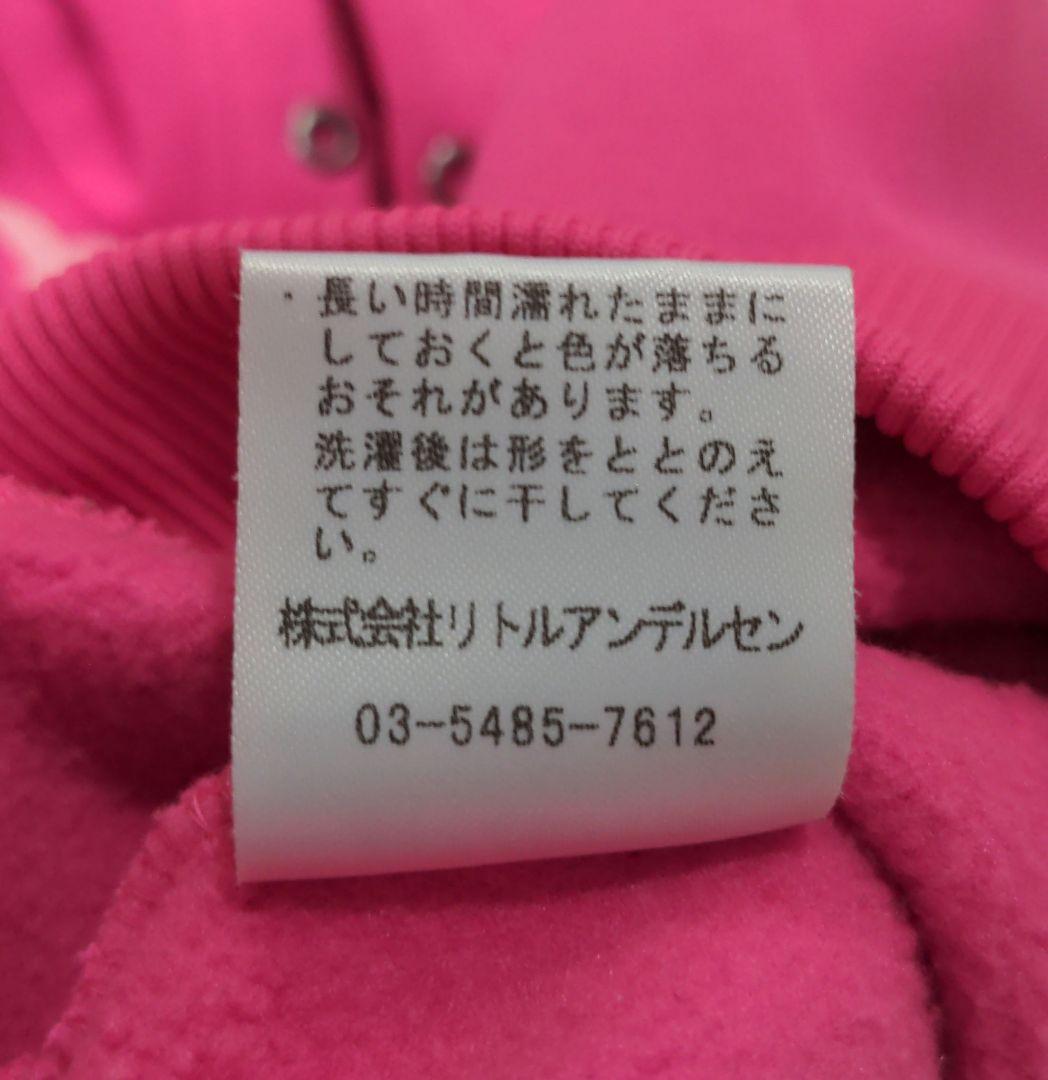 ・長い時間濡れたままに
しておくと色が落ちる
おそれがあります。
洗濯後は形をととのえ
てすぐに干してくださ
い。
株式会社リトルアンデルセン
03-5485-7612